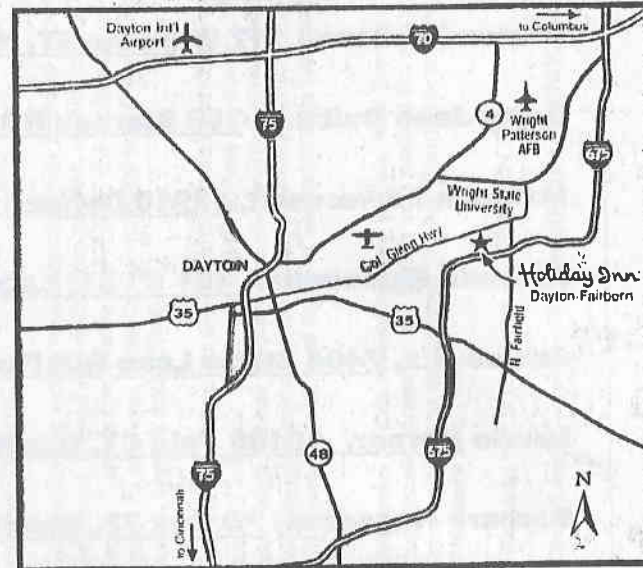 Dayton Int'l
Airport
to Columbus
70
4
Wright
Patterson
AFB
75
675
Wright State
University
DAYTON
Col. Glenn Hwy
Holiday Inn
Dayton-Fairborn
35
35
N. Fairfield
48
675
75
to Cincinnati
N